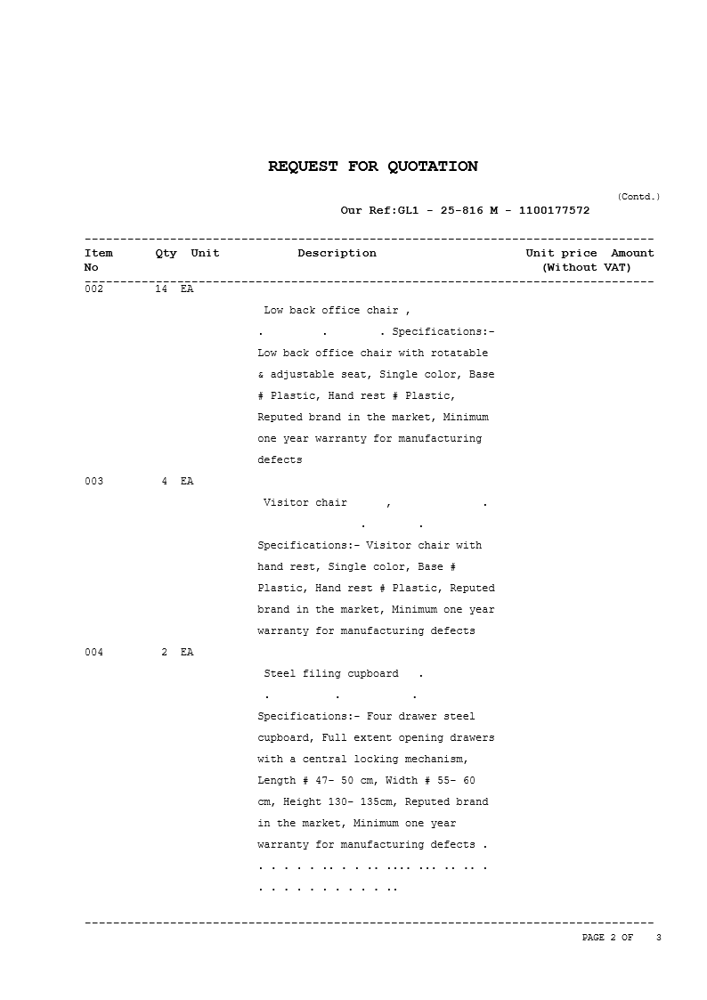 REQUEST FOR QUOTATION
(Contd.)
Our Ref:GL1 - 25-816 M - 1100177572
--------------------------------------------------------------------------------
Item Qty Unit Description Unit price Amount
No (Without VAT)
--------------------------------------------------------------------------------
002 14 EA
Low back office chair ,
. . . Specifications:-
Low back office chair with rotatable
& adjustable seat, Single color, Base
# Plastic, Hand rest # Plastic,
Reputed brand in the market, Minimum
one year warranty for manufacturing
defects
003 4 EA
Visitor chair , .
. .
Specifications:- Visitor chair with
hand rest, Single color, Base #
Plastic, Hand rest # Plastic, Reputed
brand in the market, Minimum one year
warranty for manufacturing defects
004 2 EA
Steel filing cupboard .
. . .
Specifications:- Four drawer steel
cupboard, Full extent opening drawers
with a central locking mechanism,
Length # 47- 50 cm, Width # 55- 60
cm, Height 130- 135cm, Reputed brand
in the market, Minimum one year
warranty for manufacturing defects .
. . . . . .. . . .. .... ... .. .. .
. . . . . . . . . . ..
--------------------------------------------------------------------------------
PAGE 2 OF 3